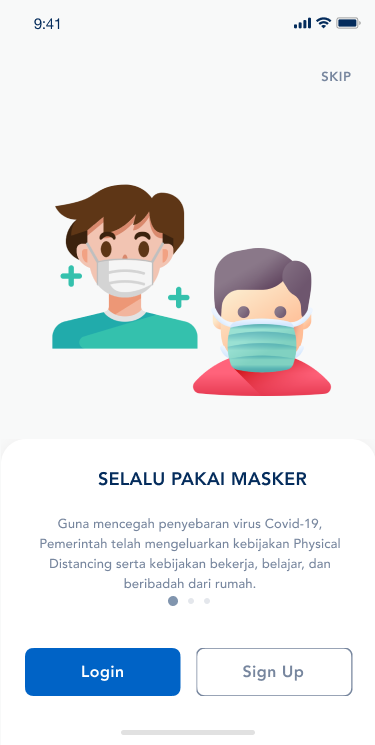 9:41
SKIP
SELALU PAKAI MASKER
Guna mencegah penyebaran virus Covid-19,
Pemerintah telah mengeluarkan kebijakan Physical
Distancing serta kebijakan bekerja, belajar, dan
beribadah dari rumah.
Login
Sign Up